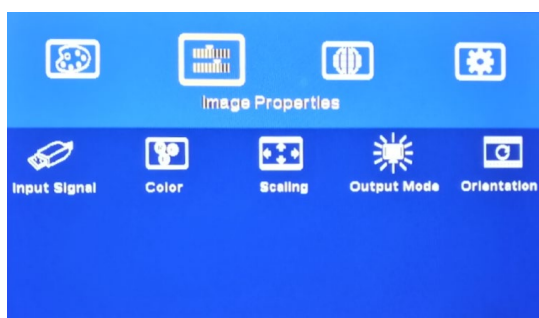 Image Properties
Input Signal Color Scaling Output Mode Orientation